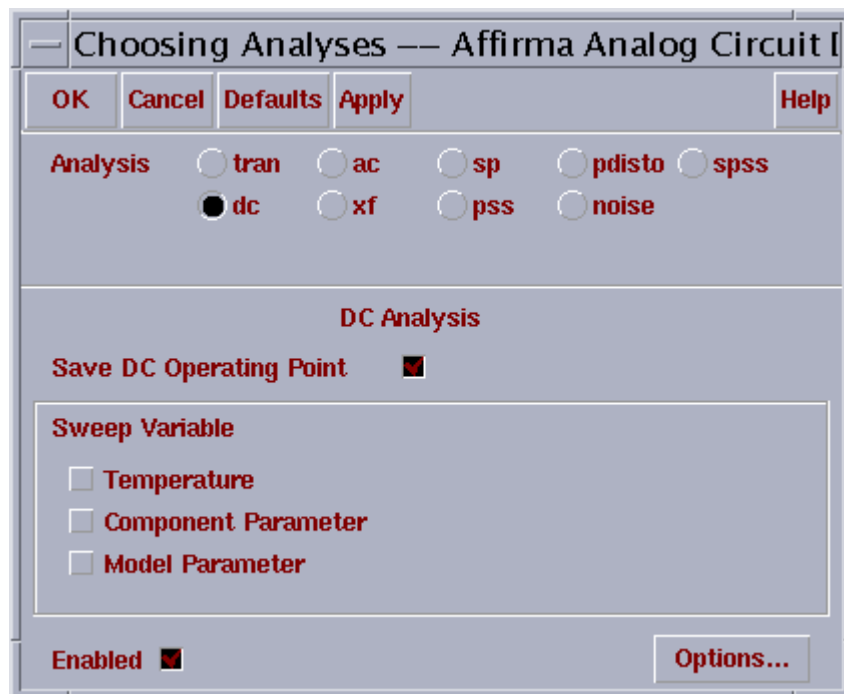 Choosing Analyses –– Affirma Analog Circuit
OK Cancel Defaults Apply Help
Analysis tran ac sp pdisto spss
dc xf pss noise
DC Analysis
Save DC Operating Point
Sweep Variable
Temperature
Component Parameter
Model Parameter
Enabled Options...